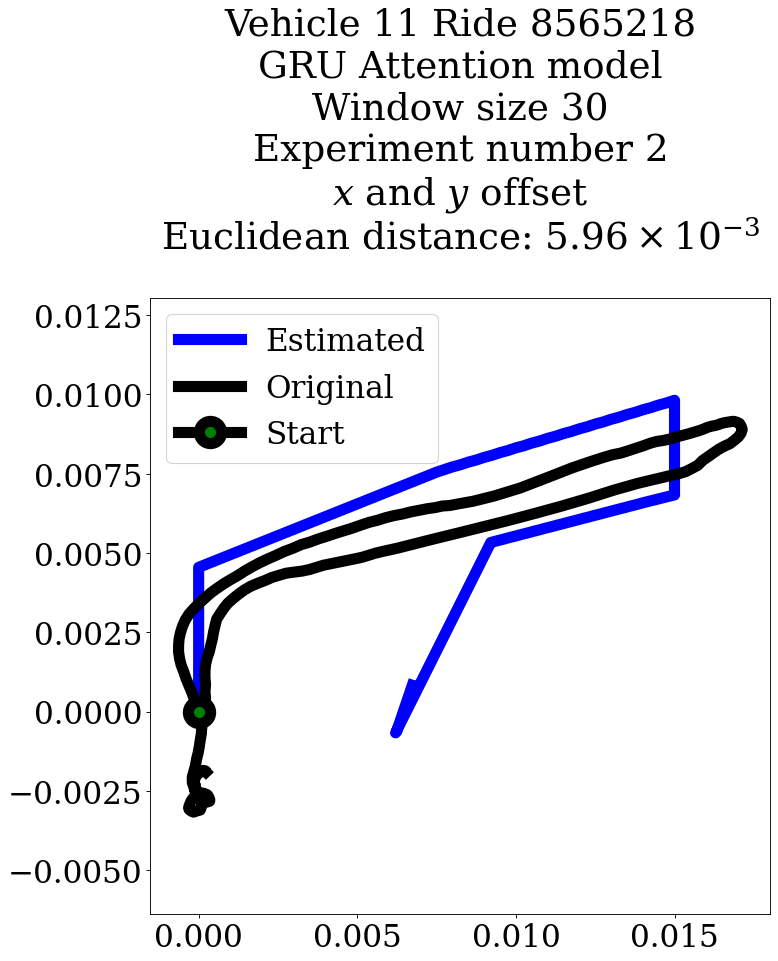 Vehicle 11 Ride 8565218
GRU Attention model
Window size 30
Experiment number 2
x and y offset
Euclidean distance: 5.96 × 10⁻³
0.0125
0.0100
0.0075
0.0050
0.0025
0.0000
−0.0025
−0.0050
Estimated
Original
Start
0.000 0.005 0.010 0.015